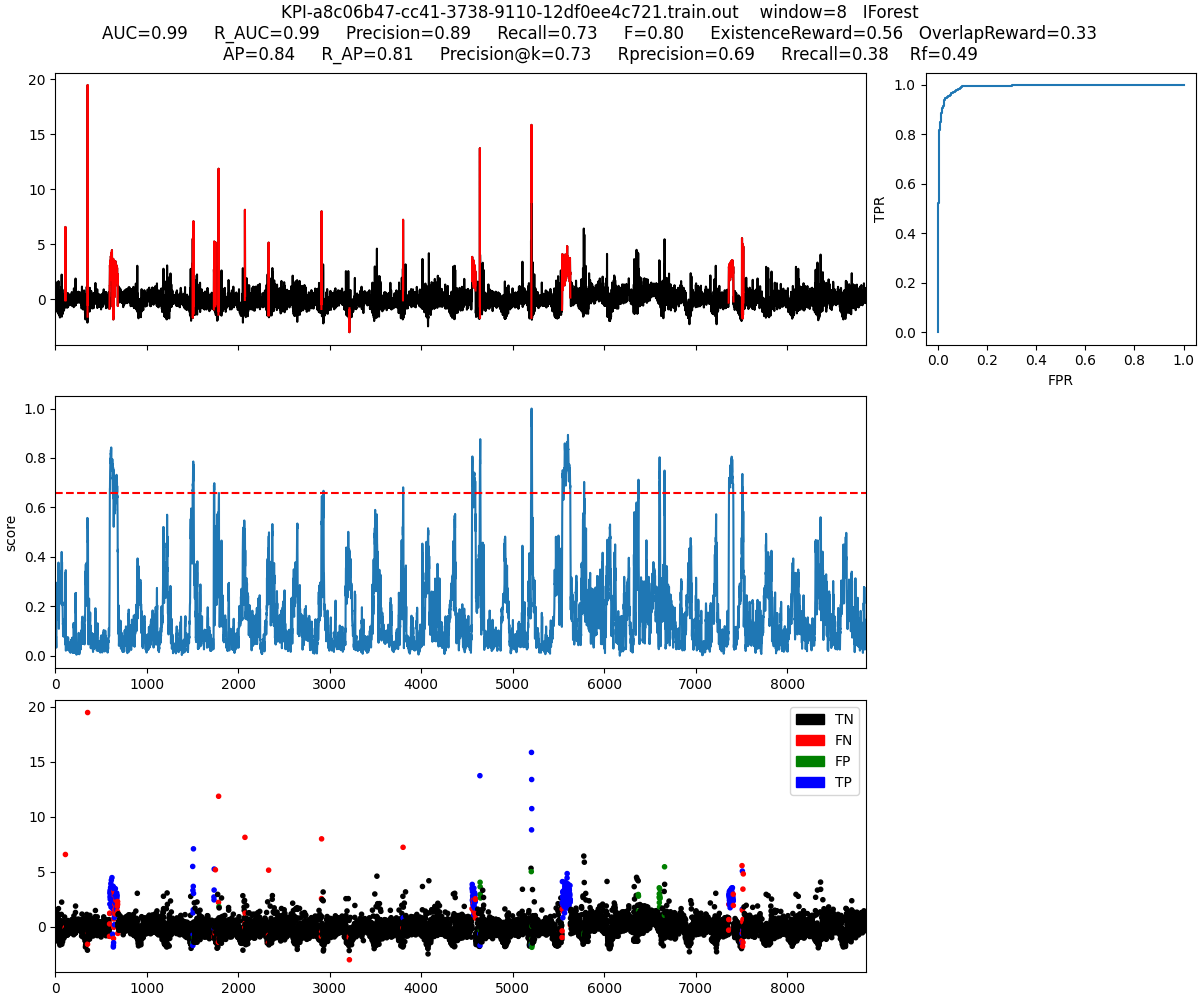 KPI-a8c06b47-cc41-3738-9110-12df0ee4c721.train.out window=8 IForest
AUC=0.99 R_AUC=0.99 Precision=0.89 Recall=0.73 F=0.80 ExistenceReward=0.56 OverlapReward=0.33
AP=0.84 R_AP=0.81 Precision@k=0.73 Rprecision=0.69 Rrecall=0.38 Rf=0.49
20
15
10
5
0
1.0
0.8
0.6
0.4
0.2
0.0
TPR
0.0 0.2 0.4 0.6 0.8 1.0
FPR
1.0
0.8
0.6
0.4
0.2
0.0
score
0 1000 2000 3000 4000 5000 6000 7000 8000
20
15
10
5
0
TN
FN
FP
TP
0 1000 2000 3000 4000 5000 6000 7000 8000